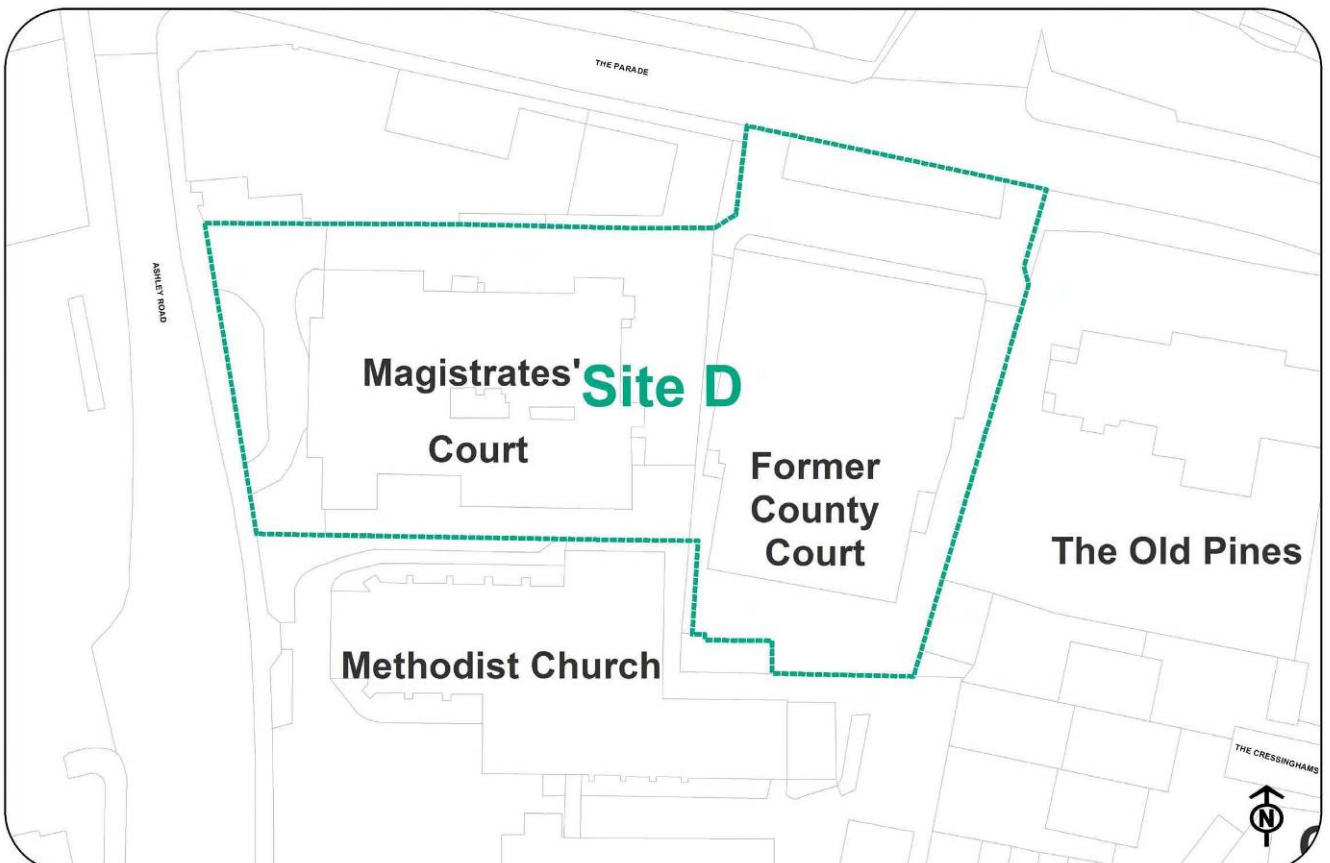 THE PARADE
ASHLEY ROAD
Magistrates'
Court
Site D
Former
County
Court
The Old Pines
Methodist Church
THE CRESSINGHAMS
N